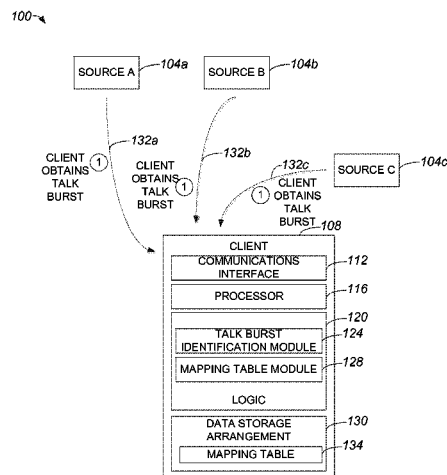 100
SOURCE A
104a
SOURCE B
104b
132a
132b
132c
SOURCE C
104c
CLIENT
OBTAINS
TALK
BURST
1
CLIENT
OBTAINS
TALK
BURST
1
1
CLIENT
OBTAINS
TALK
BURST
108
CLIENT
COMMUNICATIONS
INTERFACE
112
PROCESSOR
116
120
TALK BURST
IDENTIFICATION MODULE
124
MAPPING TABLE MODULE
128
LOGIC
DATA STORAGE
ARRANGEMENT
130
MAPPING TABLE
134